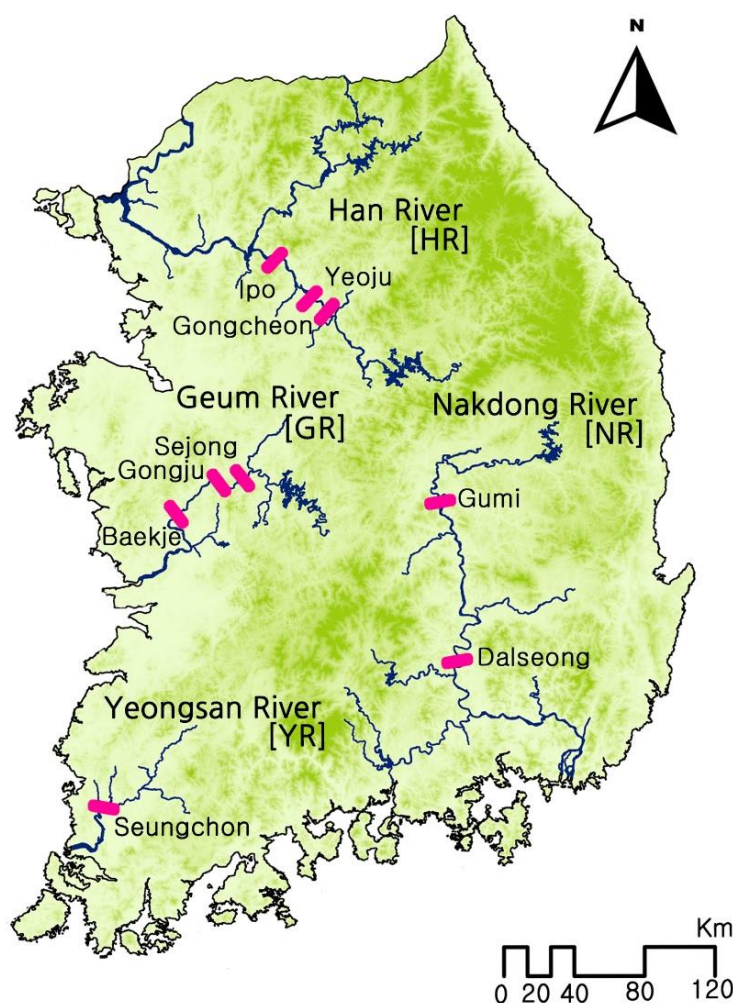 N
Han River
[HR]
Ipo
Yeoju
Gongcheon
Geum River
[GR]
Nakdong River
[NR]
Sejong
Gongju
Gumi
Baekje
Dalseong
Yeongsan River
[YR]
Seungchon
Km
0 20 40 80 120